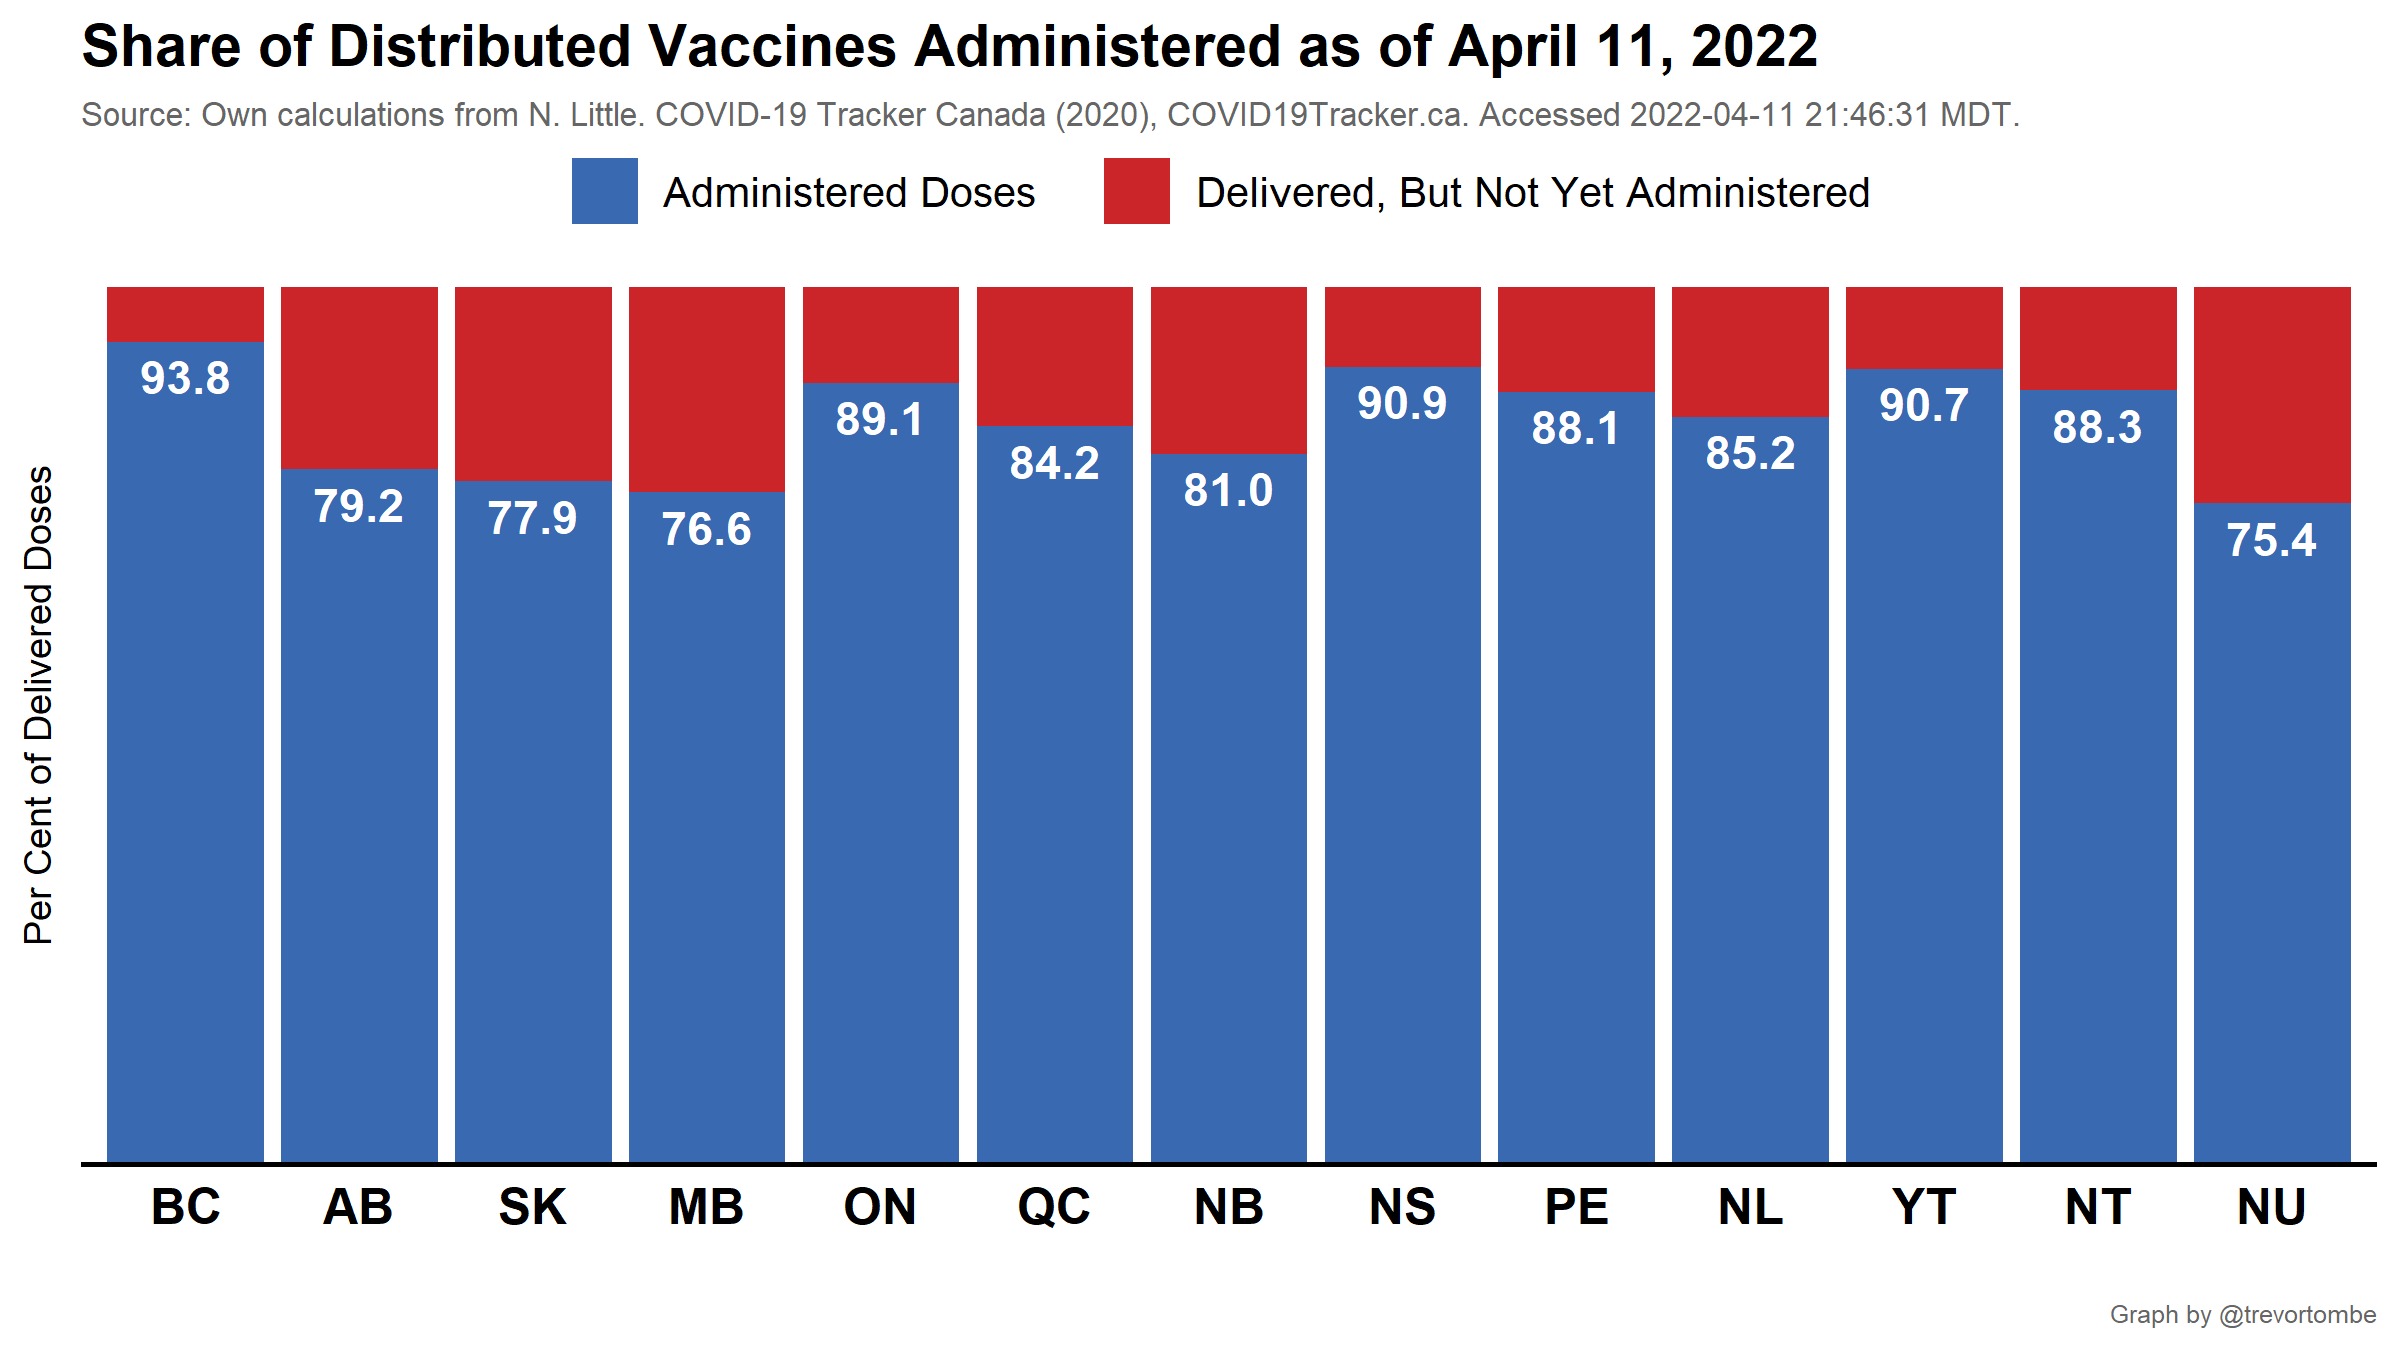 Share of Distributed Vaccines Administered as of April 11, 2022
Source: Own calculations from N. Little. COVID-19 Tracker Canada (2020), COVID19Tracker.ca. Accessed 2022-04-11 21:46:31 MDT.
Administered Doses
Delivered, But Not Yet Administered
Per Cent of Delivered Doses
93.8
79.2
77.9
76.6
89.1
84.2
81.0
90.9
88.1
85.2
90.7
88.3
75.4
BC
AB
SK
MB
ON
QC
NB
NS
PE
NL
YT
NT
NU
Graph by @trevortombe